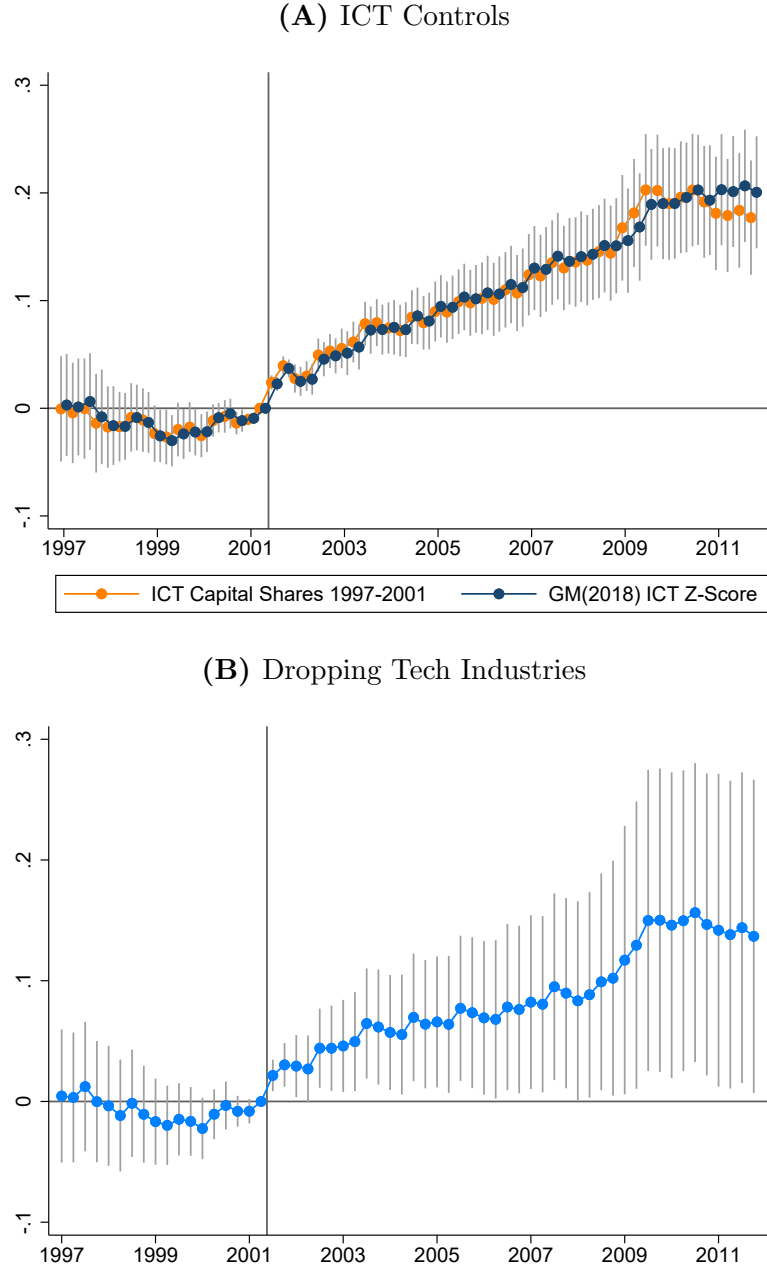 (A) ICT Controls
.3
.2
.1
0
-.1
1997 1999 2001 2003 2005 2007 2009 2011
ICT Capital Shares 1997-2001 GM(2018) ICT Z-Score
(B) Dropping Tech Industries
.3
.2
.1
0
-.1
1997 1999 2001 2003 2005 2007 2009 2011